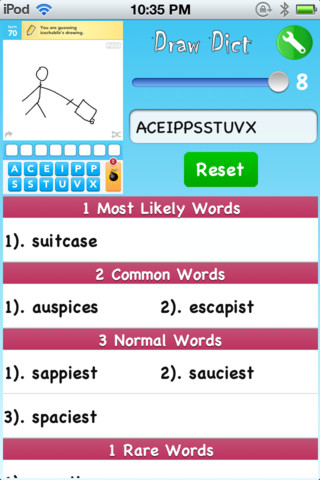 iPod 10:35 PM
turn 70
You are guessing
Draw Dict
8
A C E I P P
S S T U V X
ACEIPPSSTUVX
Reset
1 Most Likely Words
1). suitcase
2 Common Words
1). auspices 2). escapist
3 Normal Words
1). sappiest 2). sauciest
3). spaciest
1 Rare Words